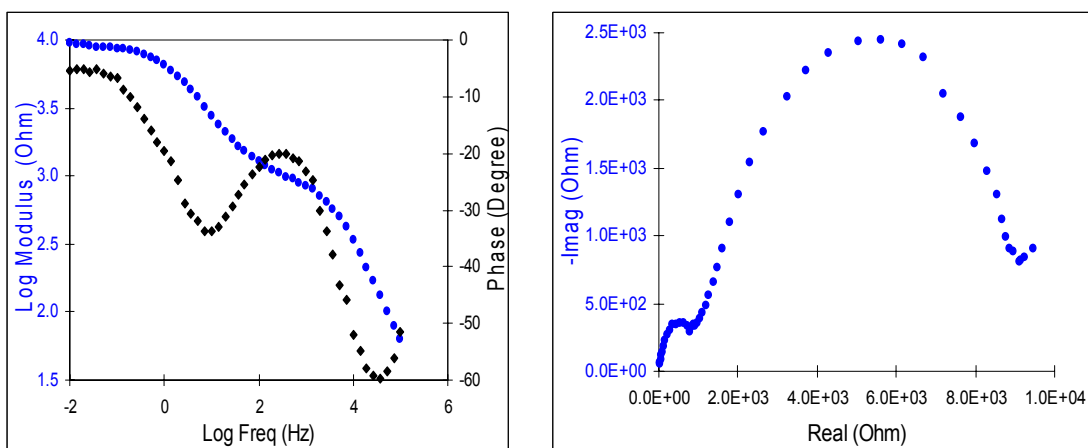 Log Modulus (Ohm)
4.0
3.5
3.0
2.5
2.0
1.5
-2
0
2
4
6
Log Freq (Hz)
0
-10
-20
-30
-40
-50
-60
Phase (Degree)
-Imag (Ohm)
2.5E+03
2.0E+03
1.5E+03
1.0E+03
5.0E+02
0.0E+00
0.0E+00
2.0E+03
4.0E+03
6.0E+03
8.0E+03
1.0E+04
Real (Ohm)